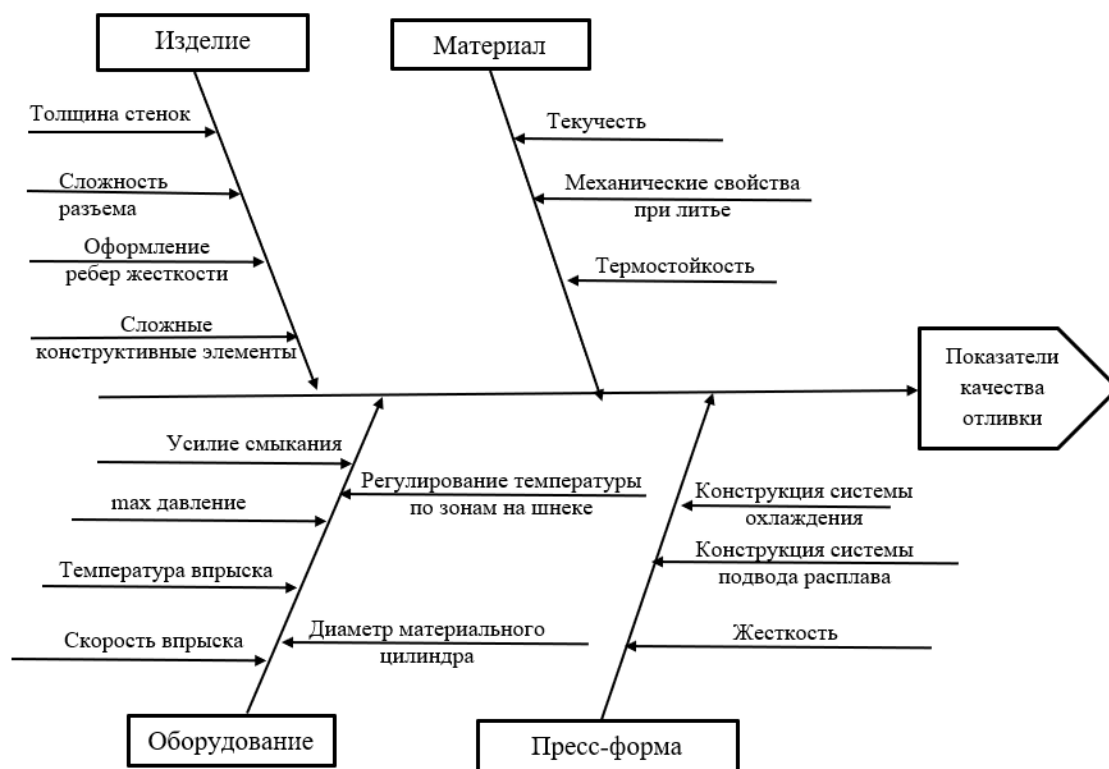 Изделие
Материал
Толщина стенок
Текучесть
Сложность
разъема
Механические свойства
при литье
Оформление
ребер жесткости
Термостойкость
Сложные
конструктивные элементы
Показатели
качества
отливки
Усилие смыкания
Регулирование температуры
по зонам на шнеке
max давление
Конструкция системы
охлаждения
Температура впрыска
Конструкция системы
подвода расплава
Скорость впрыска
Диаметр материального
цилиндра
Жесткость
Оборудование
Пресс-форма